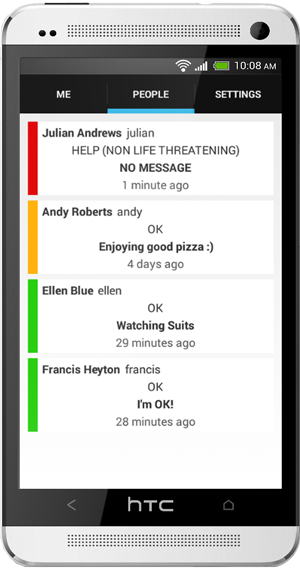 10:08 AM
ME PEOPLE SETTINGS
Julian Andrews julian
HELP (NON LIFE THREATENING)
NO MESSAGE
1 minute ago
Andy Roberts andy
OK
Enjoying good pizza :)
4 days ago
Ellen Blue ellen
OK
Watching Suits
29 minutes ago
Francis Heyton francis
OK
I'm OK!
28 minutes ago
hTC